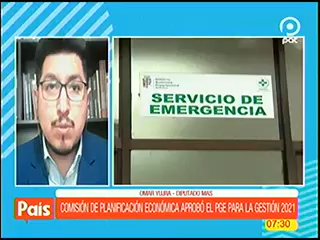 pat
SERVICIO DE
EMERGENCIA
OMAR YUJRA - DIPUTADO MAS
País
COMISIÓN DE PLANIFICACIÓN ECONÓMICA APROBÓ EL PGE PARA LA GESTIÓN 2021
07:30